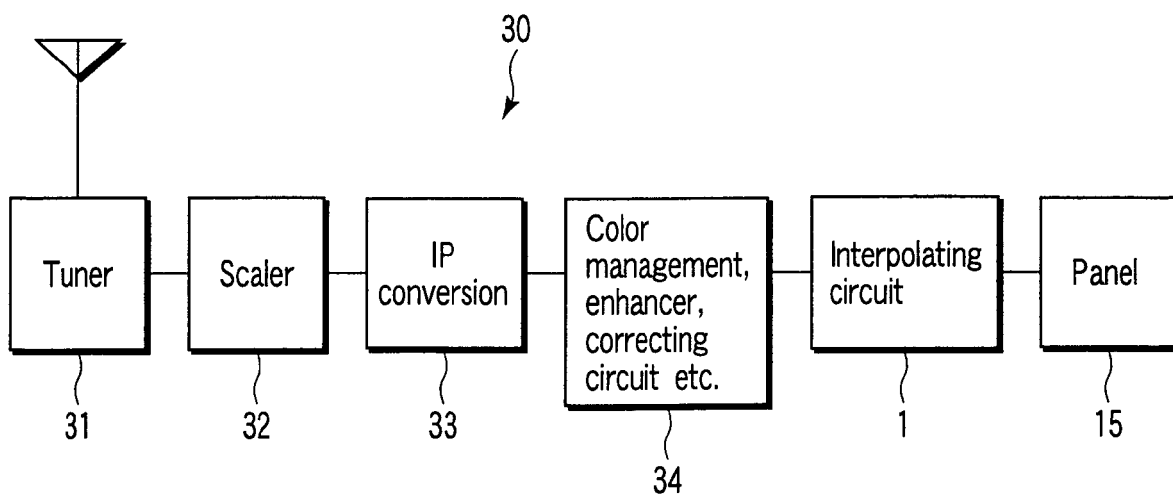 30
Tuner
Scaler
IP
conversion
Color
management,
enhancer,
correcting
circuit etc.
Interpolating
circuit
Panel
31
32
33
34
1
15